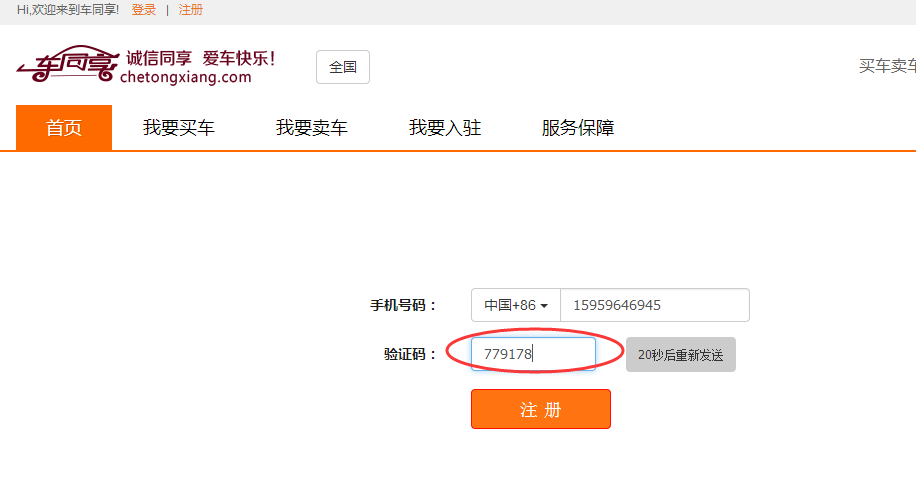 Hi,欢迎来到车同享! 登录 | 注册
车同享 诚信同享 爱车快乐!
chetongxiang.com
全国
买车卖车
首页 我要买车 我要卖车 我要入驻 服务保障
手机号码： 中国+86 15959646945
验证码： 779178 20秒后重新发送
注 册